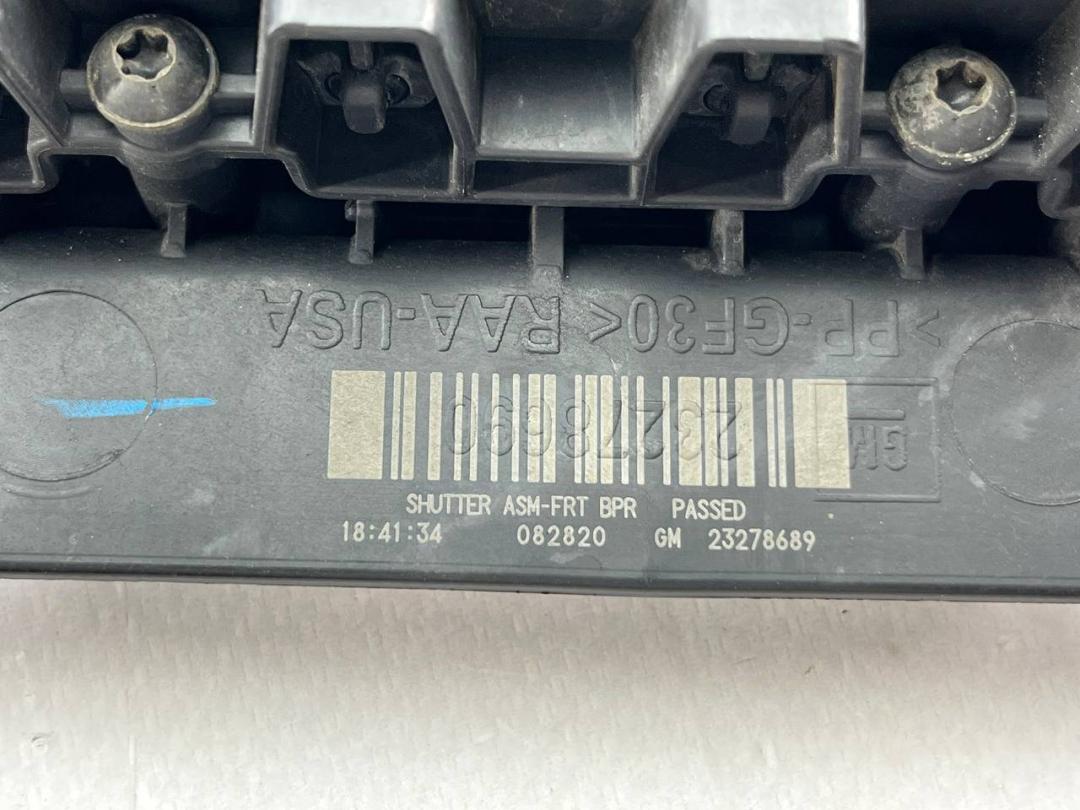 >PP-GF30< RAA-USA
23278690
GM
SHUTTER ASM-FRT BPR PASSED
18:41:34 082820 GM 23278689